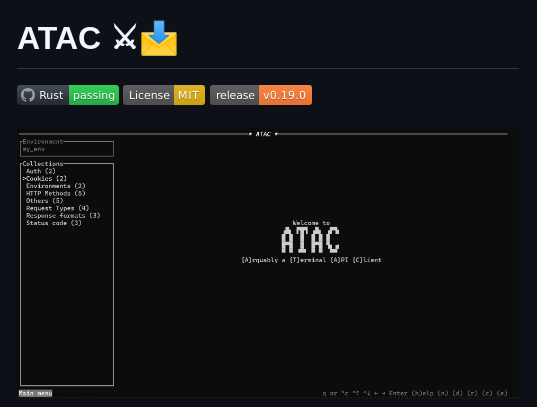 ATAC ⚔📩
Rust passing License MIT release v0.19.0
ATAC
Environment
my_env
Collections
Auth (2)
>Cookies (2)
Environments (2)
HTTP Methods (5)
Others (5)
Request Types (4)
Response formats (3)
Status code (3)
Welcome to
ATAC
{A}rguably a {T}erminal {A}PI {C}lient
Main menu
q or ^c ^f ↑↓ ← → Enter (h)elp (n) (d) (r) (c) (e)